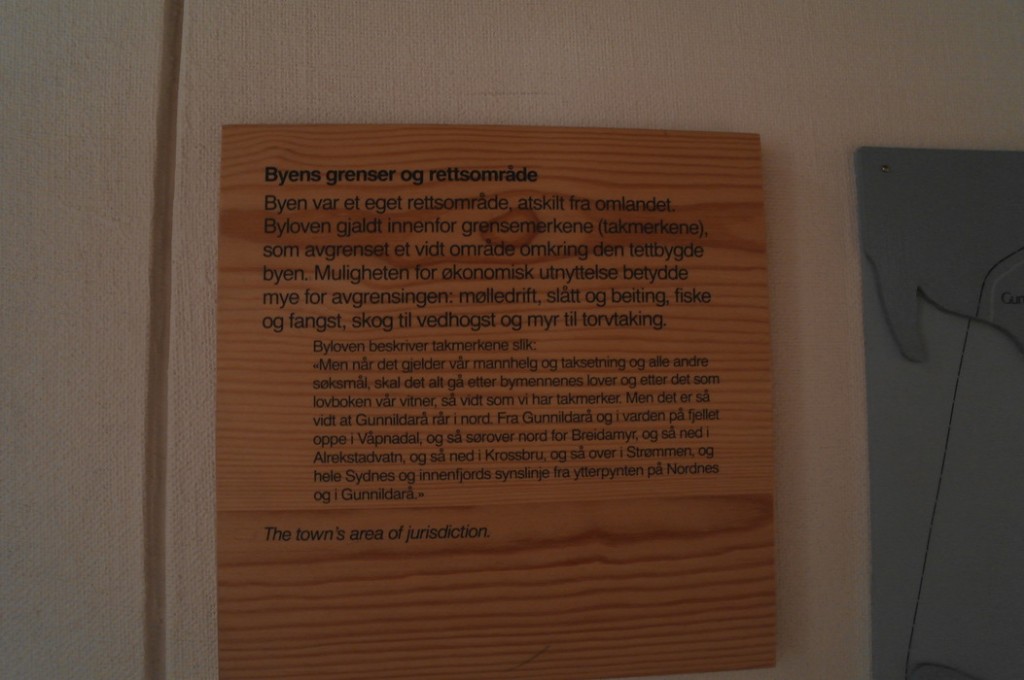 Byens grenser og rettsområde
Byen var et eget rettsområde, atskilt fra omlandet.
Byloven gjaldt innenfor grensemerkene (takmerkene),
som avgrenset et vidt område omkring den tettbygde
byen. Muligheten for økonomisk utnyttelse betydde
mye for avgrensingen: mølledrift, slått og beiting, fiske
og fangst, skog til vedhogst og myr til torvtaking.
Byloven beskriver takmerkene slik:
«Men når det gjelder vår mannhelg og taksetning og alle andre
søksmål, skal det alt gå etter bymennenes lover og etter det som
lovboken vår vitner, så vidt som vi har takmerker. Men det er så
vidt at Gunnildarå rår i nord. Fra Gunnildarå og i varden på fjellet
oppe i Våpnadal, og så sørover nord for Breidamyr, og så ned i
Alrekstadvatn, og så ned i Krossbru, og så over i Strømmen, og
hele Sydnes og innenfjords synslinje fra ytterpynten på Nordnes
og i Gunnildarå.»
The town's area of jurisdiction.